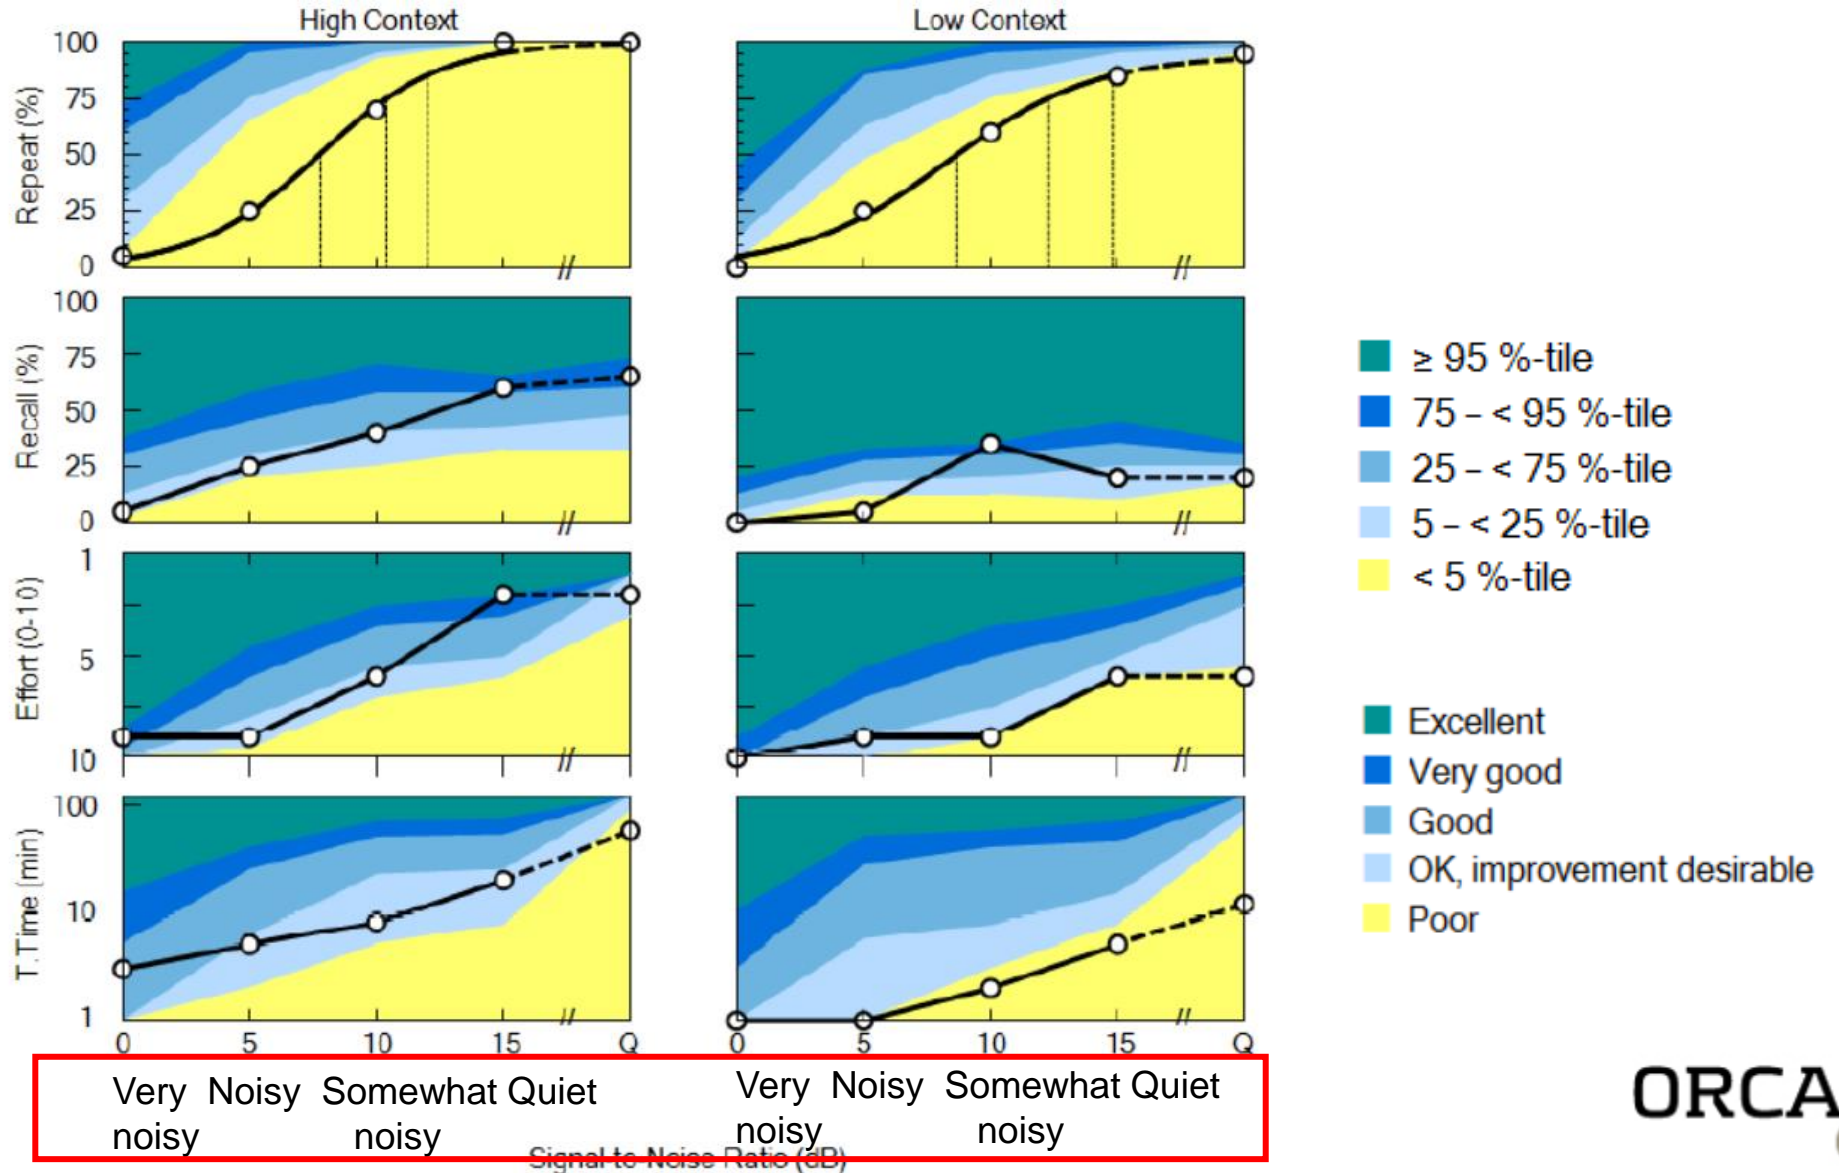 High Context
Low Context
Repeat (%)
100
75
50
25
0
Recall (%)
100
75
50
25
0
Effort (0-10)
1
5
10
T.Time (min)
100
10
1
0 5 10 15 Q
0 5 10 15 Q
Very Noisy Somewhat Quiet
noisy noisy
Very Noisy Somewhat Quiet
noisy noisy
Signal-to-Noise Ratio (dB)
≥ 95 %-tile
75 – < 95 %-tile
25 – < 75 %-tile
5 – < 25 %-tile
< 5 %-tile
Excellent
Very good
Good
OK, improvement desirable
Poor
ORCA